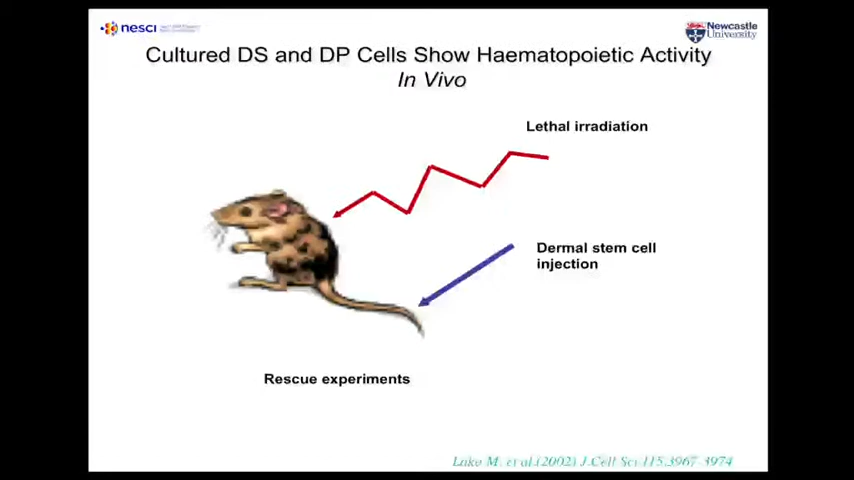 nesci
Newcastle
University
Cultured DS and DP Cells Show Haematopoietic Activity
In Vivo
Lethal irradiation
Dermal stem cell
injection
Rescue experiments
Lako M. et al.(2002) J.Cell Sci.115,3967-3974